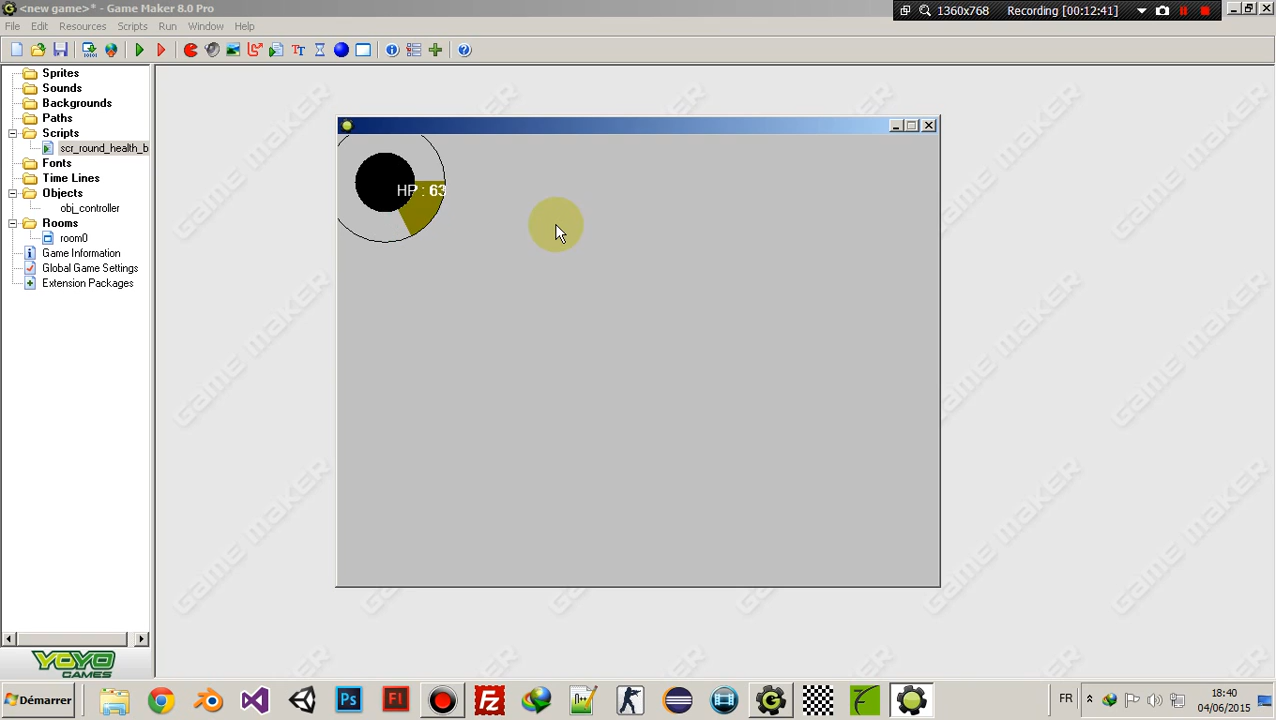 <new game>* - Game Maker 8.0 Pro
1360x768
Recording [00:12:41]
File Edit Resources Scripts Run Window Help
Sprites
Sounds
Backgrounds
Paths
Scripts
scr_round_health_b
Fonts
Time Lines
Objects
obj_controller
Rooms
room0
Game Information
Global Game Settings
Extension Packages
HP : 63
GAME MAKER
YOYO
GAMES
Démarrer
FR
18:40
04/06/2015